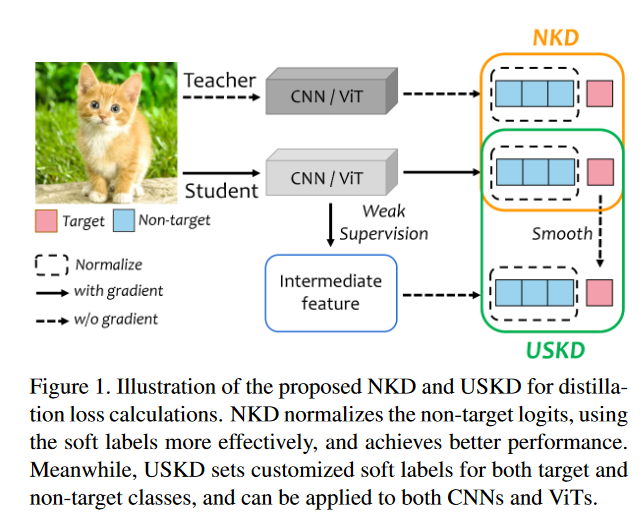 NKD
Teacher
CNN / ViT
CNN / ViT
Student
Weak
Supervision
Target
Non-target
Smooth
Normalize
with gradient
w/o gradient
Intermediate
feature
USKD
Figure 1. Illustration of the proposed NKD and USKD for distilla-
tion loss calculations. NKD normalizes the non-target logits, using
the soft labels more effectively, and achieves better performance.
Meanwhile, USKD sets customized soft labels for both target and
non-target classes, and can be applied to both CNNs and ViTs.